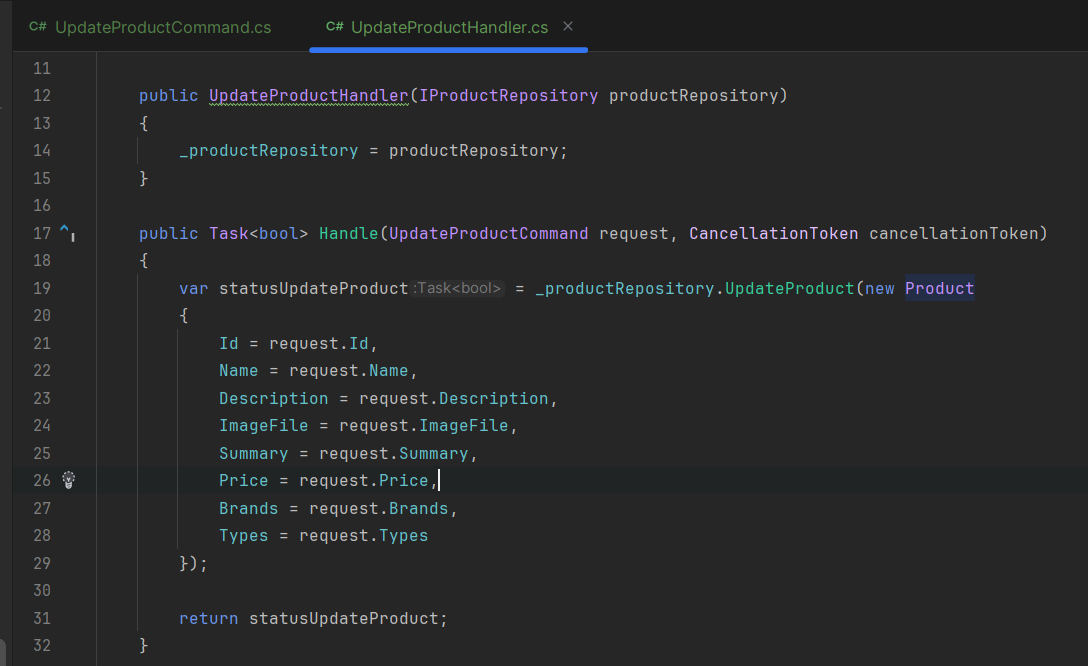 C# UpdateProductCommand.cs C# UpdateProductHandler.cs ×
11
12 public UpdateProductHandler(IProductRepository productRepository)
13 {
14 _productRepository = productRepository;
15 }
16
17 public Task<bool> Handle(UpdateProductCommand request, CancellationToken cancellationToken)
18 {
19 var statusUpdateProduct :Task<bool> = _productRepository.UpdateProduct(new Product
20 {
21 Id = request.Id,
22 Name = request.Name,
23 Description = request.Description,
24 ImageFile = request.ImageFile,
25 Summary = request.Summary,
26 Price = request.Price,
27 Brands = request.Brands,
28 Types = request.Types
29 });
30
31 return statusUpdateProduct;
32 }